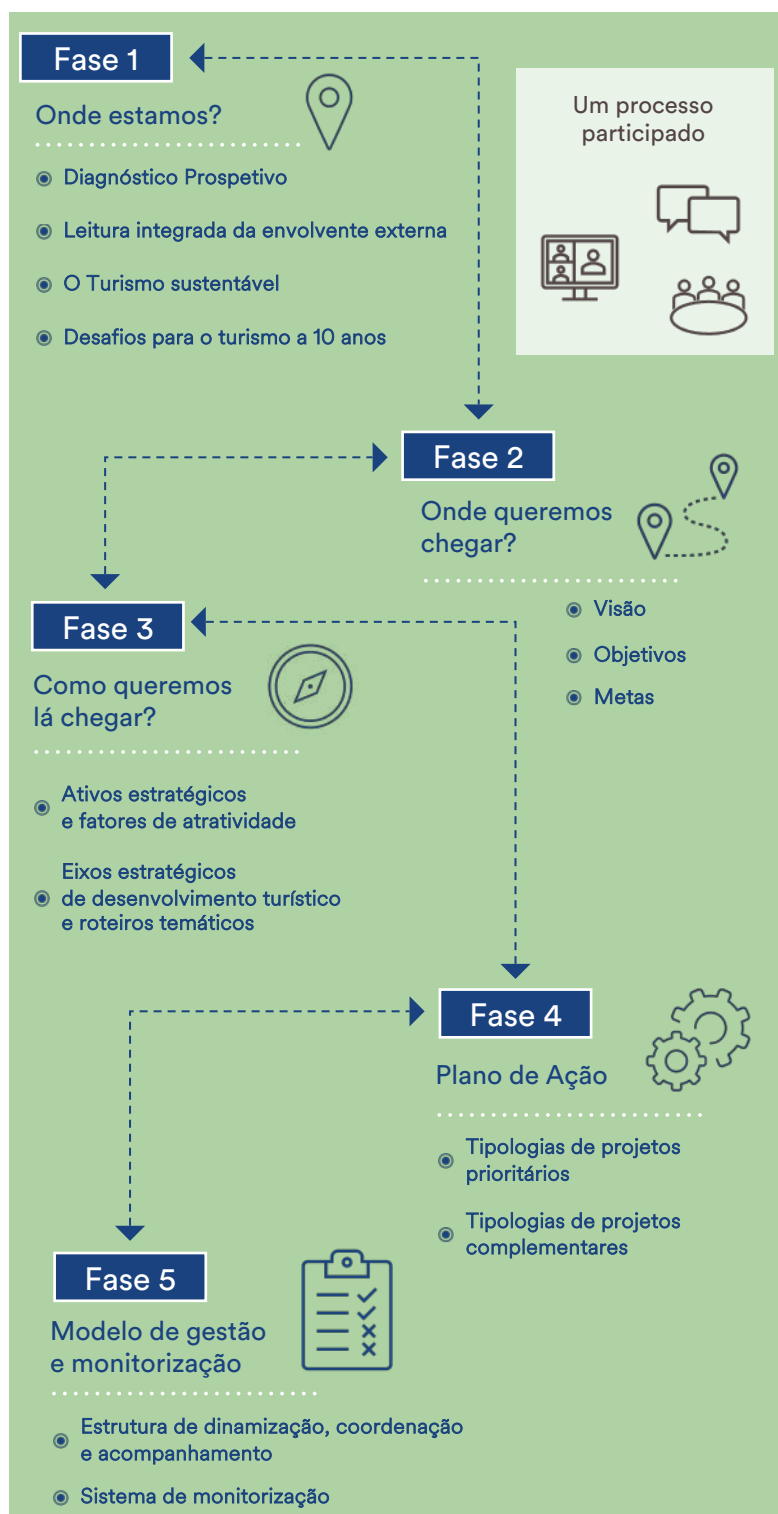 Fase 1
Onde estamos?
Diagnóstico Prospetivo
Leitura integrada da envolvente externa
O Turismo sustentável
Desafios para o turismo a 10 anos
Um processo
participado
Fase 2
Onde queremos
chegar?
Visão
Objetivos
Metas
Fase 3
Como queremos
lá chegar?
Ativos estratégicos
e fatores de atratividade
Eixos estratégicos
de desenvolvimento turístico
e roteiros temáticos
Fase 4
Plano de Ação
Tipologias de projetos
prioritários
Tipologias de projetos
complementares
Fase 5
Modelo de gestão
e monitorização
Estrutura de dinamização, coordenação
e acompanhamento
Sistema de monitorização